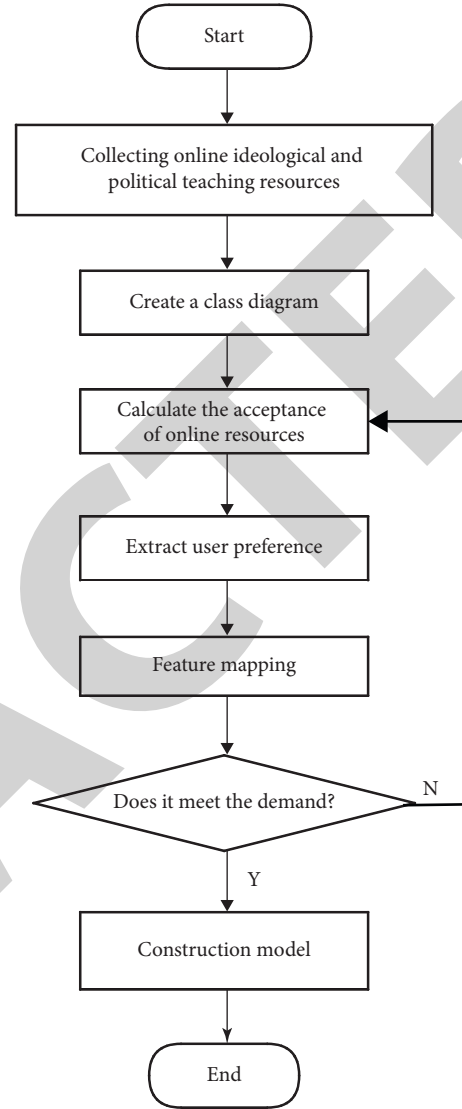 Start
Collecting online ideological and
political teaching resources
Create a class diagram
Calculate the acceptance
of online resources
Extract user preference
Feature mapping
Does it meet the demand?
N
Y
Construction model
End